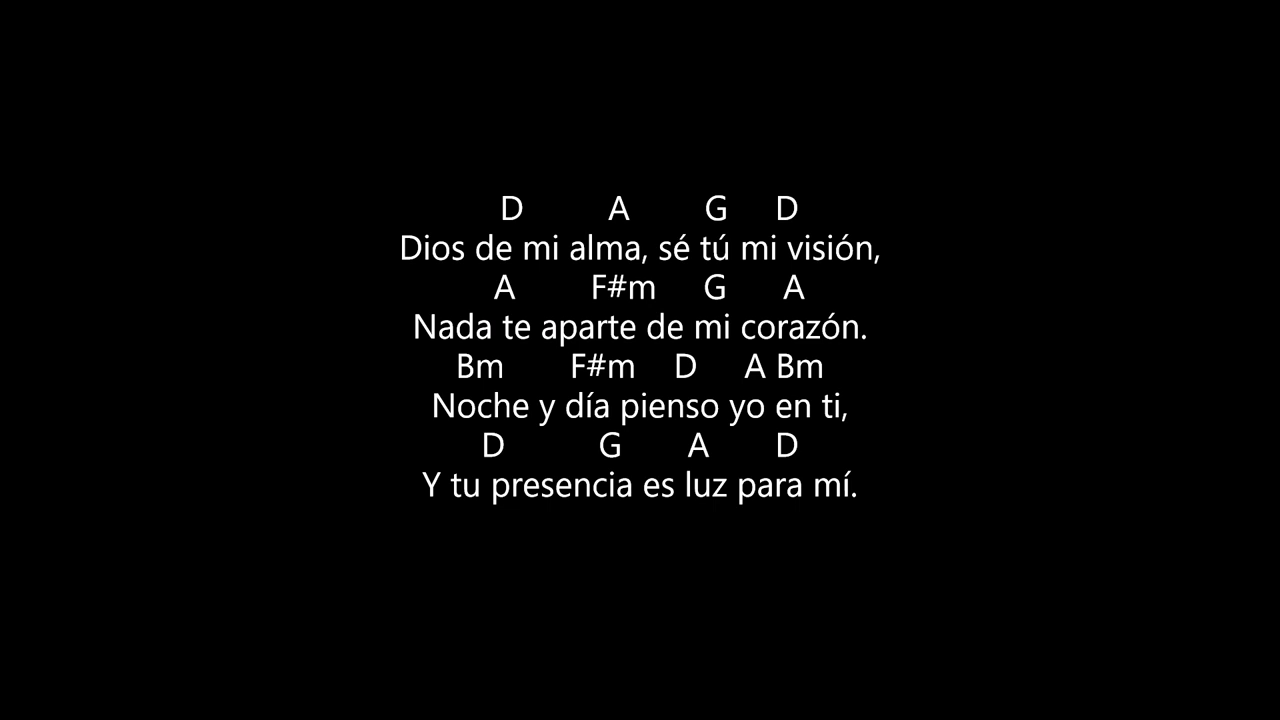 D A G D
Dios de mi alma, sé tú mi visión,
A F#m G A
Nada te aparte de mi corazón.
Bm F#m D A Bm
Noche y día pienso yo en ti,
D G A D
Y tu presencia es luz para mí.